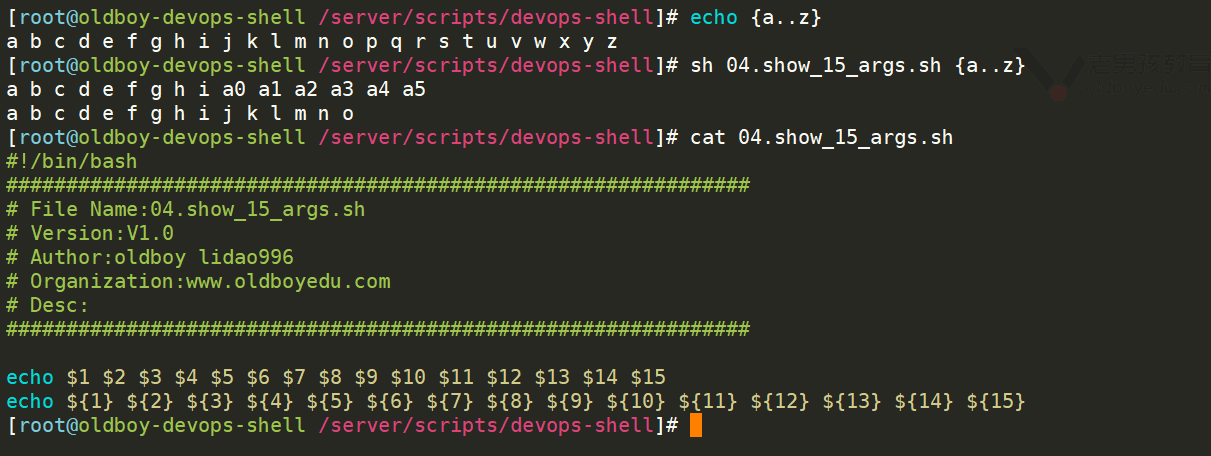 [root@oldboy-devops-shell /server/scripts/devops-shell]# echo {a..z}
a b c d e f g h i j k l m n o p q r s t u v w x y z
[root@oldboy-devops-shell /server/scripts/devops-shell]# sh 04.show_15_args.sh {a..z}
a b c d e f g h i a0 a1 a2 a3 a4 a5
a b c d e f g h i j k l m n o
[root@oldboy-devops-shell /server/scripts/devops-shell]# cat 04.show_15_args.sh
#!/bin/bash
##############################################################
# File Name:04.show_15_args.sh
# Version:V1.0
# Author:oldboy lidao996
# Organization:www.oldboyedu.com
# Desc:
##############################################################
echo $1 $2 $3 $4 $5 $6 $7 $8 $9 $10 $11 $12 $13 $14 $15
echo ${1} ${2} ${3} ${4} ${5} ${6} ${7} ${8} ${9} ${10} ${11} ${12} ${13} ${14} ${15}
[root@oldboy-devops-shell /server/scripts/devops-shell]#